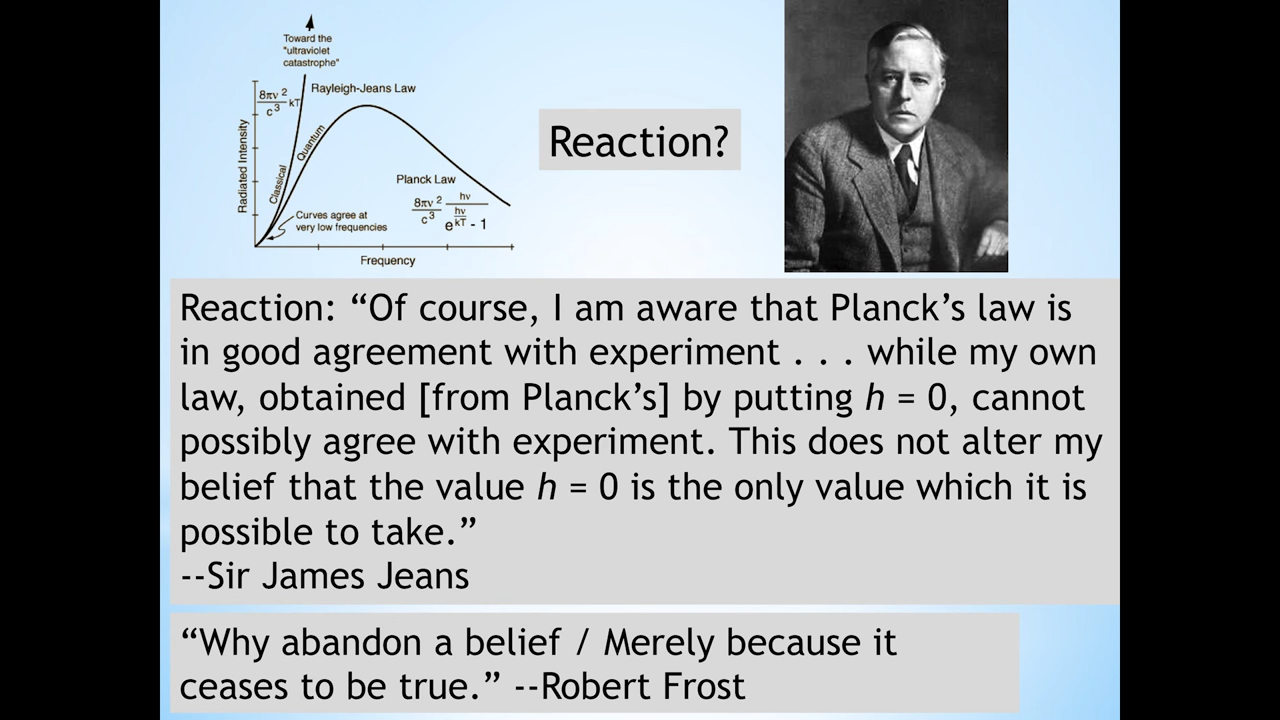 Toward the
"ultraviolet
catastrophe"
Rayleigh-Jeans Law
8πν² / c³ kT
Quantum
Classical
Radiated Intensity
Planck Law
8πν² / c³ hν / e^(hν/kT) - 1
Curves agree at
very low frequencies
Frequency
Reaction?
Reaction: “Of course, I am aware that Planck’s law is
in good agreement with experiment . . . while my own
law, obtained [from Planck’s] by putting h = 0, cannot
possibly agree with experiment. This does not alter my
belief that the value h = 0 is the only value which it is
possible to take.”
--Sir James Jeans
“Why abandon a belief / Merely because it
ceases to be true.” --Robert Frost